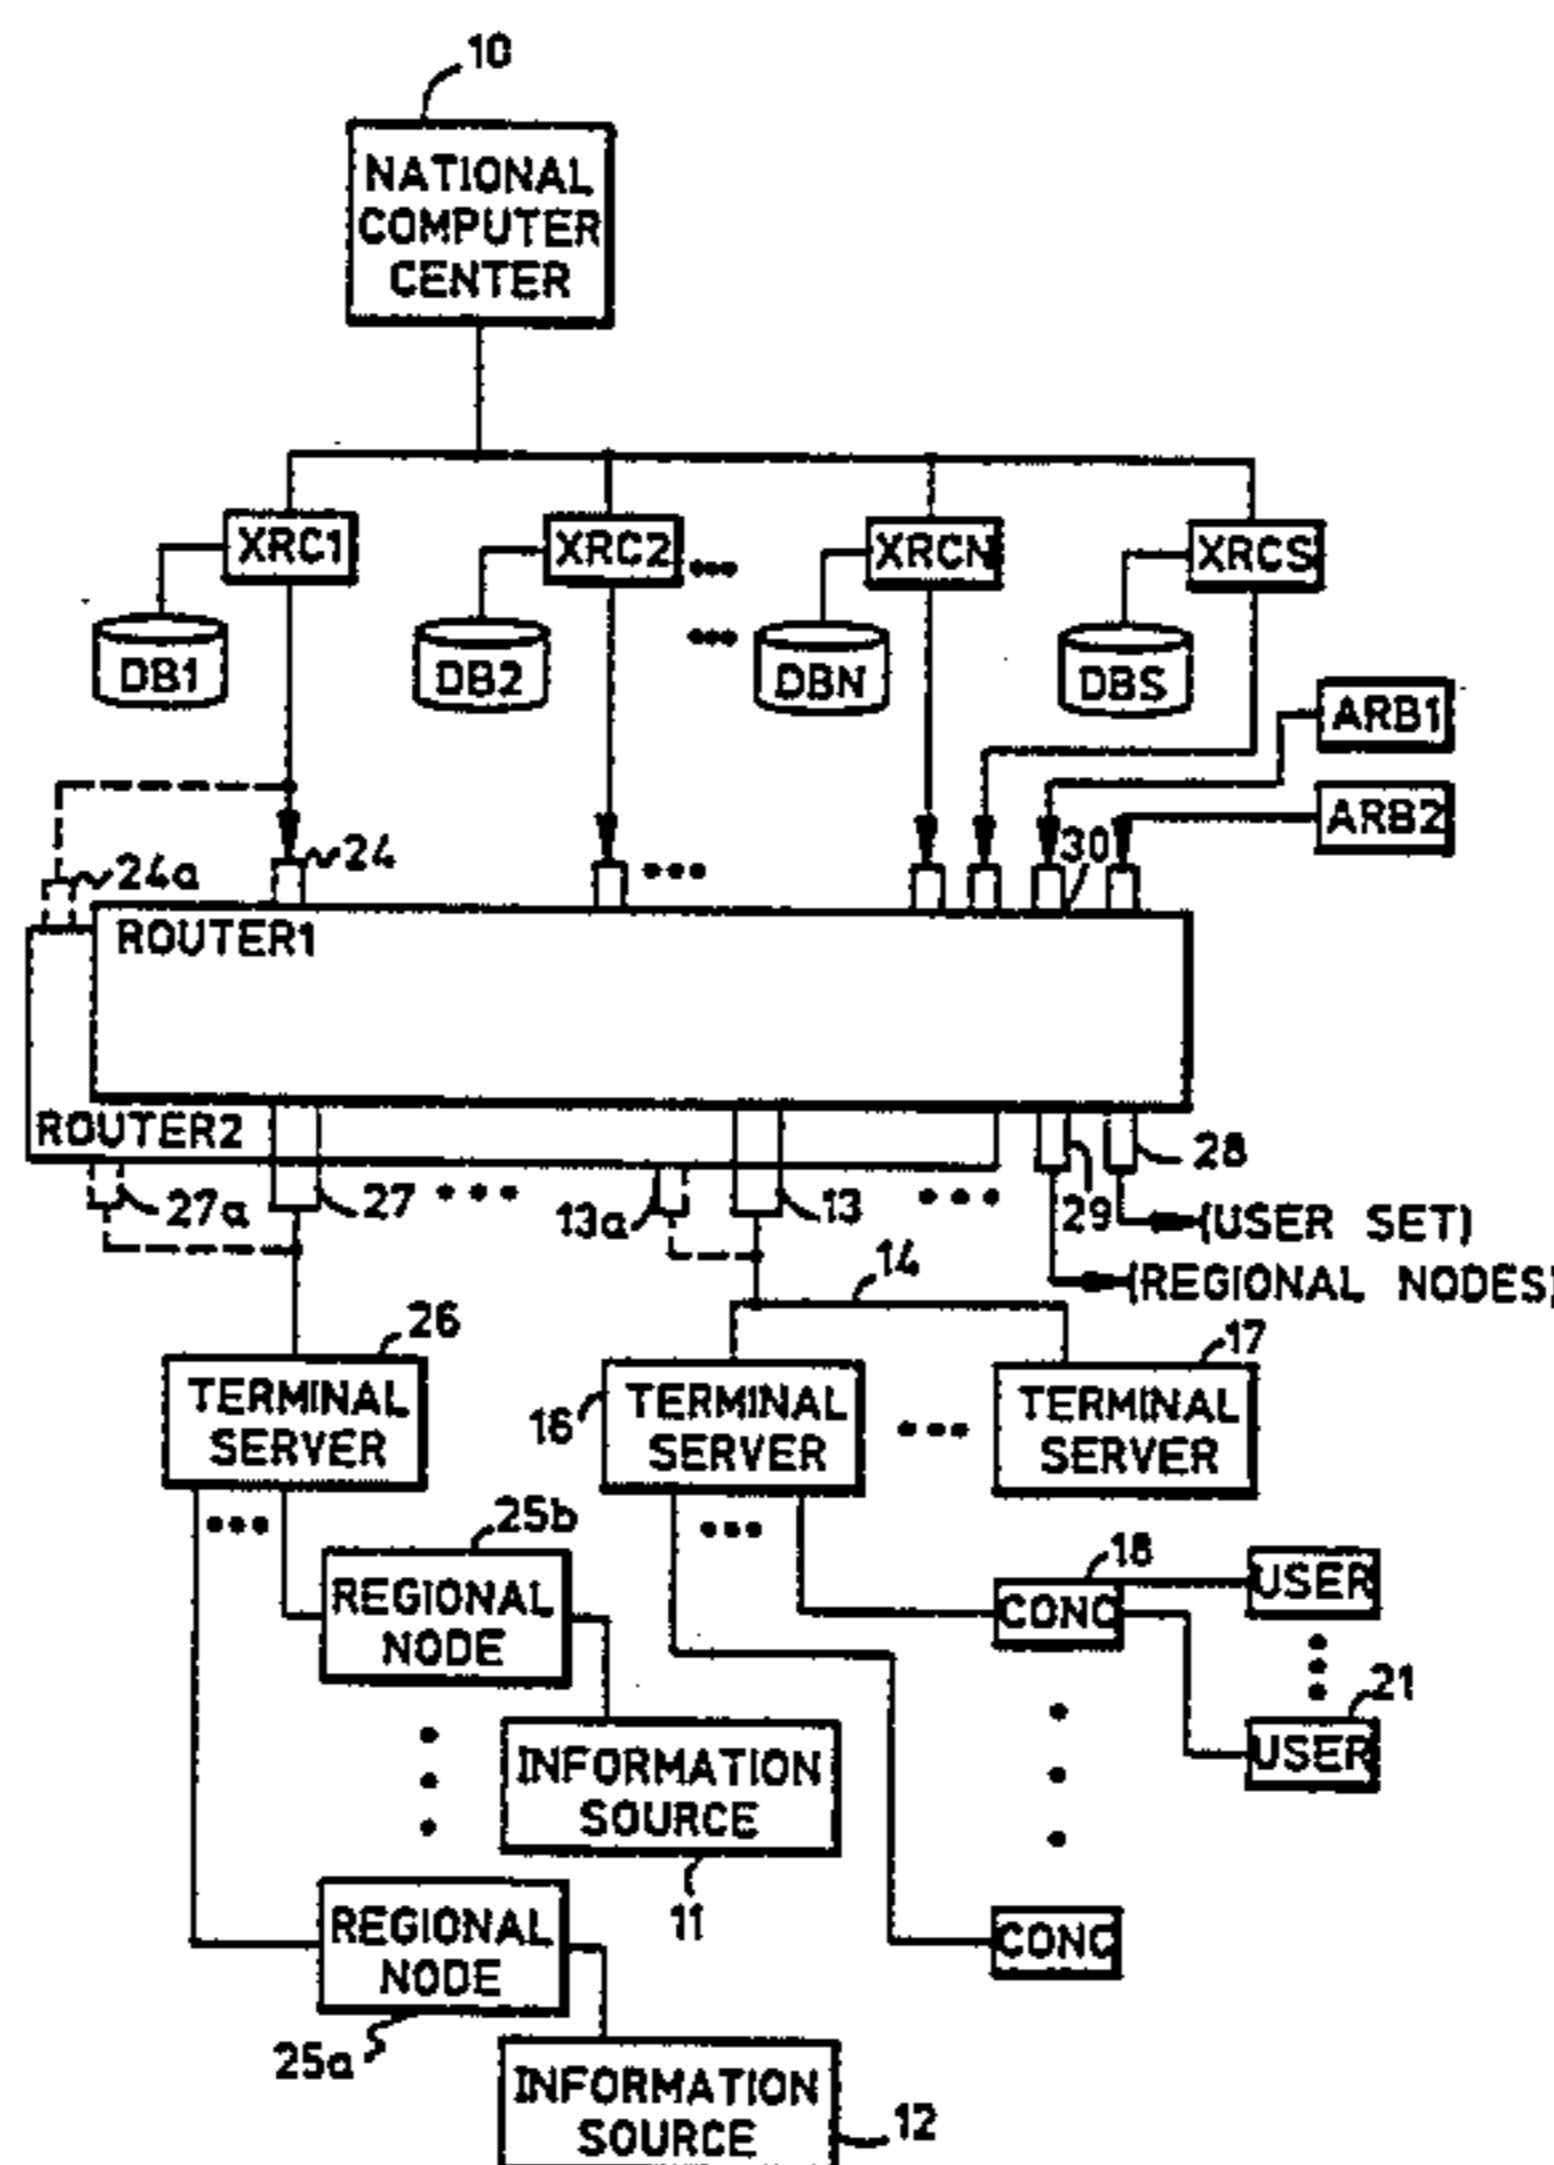 10
NATIONAL
COMPUTER
CENTER
XRC1
XRC2
XRCN
XRCS
DB1
DB2
DBN
DBS
ARB1
ARB2
24a
24
30
ROUTER1
ROUTER2
27a
27
13a
13
29
28
(USER SET)
(REGIONAL NODES)
14
26
TERMINAL
SERVER
16
TERMINAL
SERVER
17
TERMINAL
SERVER
25b
REGIONAL
NODE
18
CONC
USER
21
USER
INFORMATION
SOURCE
11
REGIONAL
NODE
25a
CONC
INFORMATION
SOURCE
12